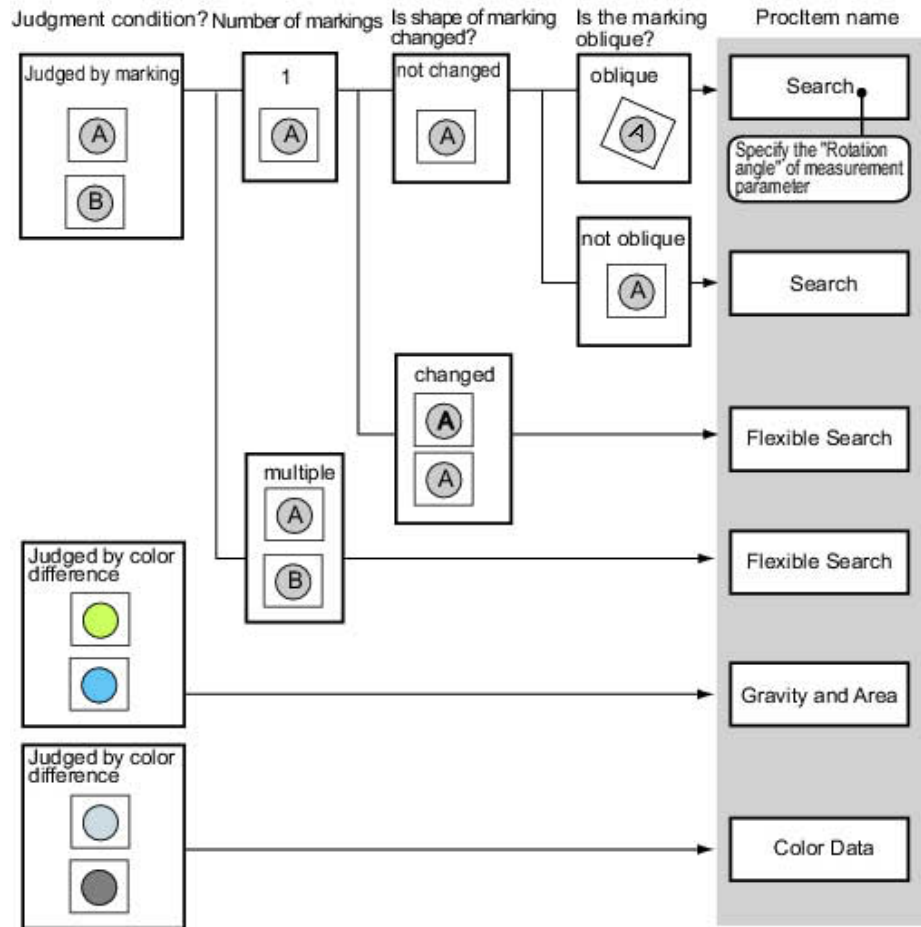 Judgment condition?
Number of markings
Is shape of marking
changed?
Is the marking
oblique?
ProcItem name
Judged by marking
A
B
1
A
not changed
A
oblique
A
Search
Specify the "Rotation
angle" of measurement
parameter
not oblique
A
Search
changed
A
A
Flexible Search
multiple
A
B
Flexible Search
Judged by color
difference
Gravity and Area
Judged by color
difference
Color Data